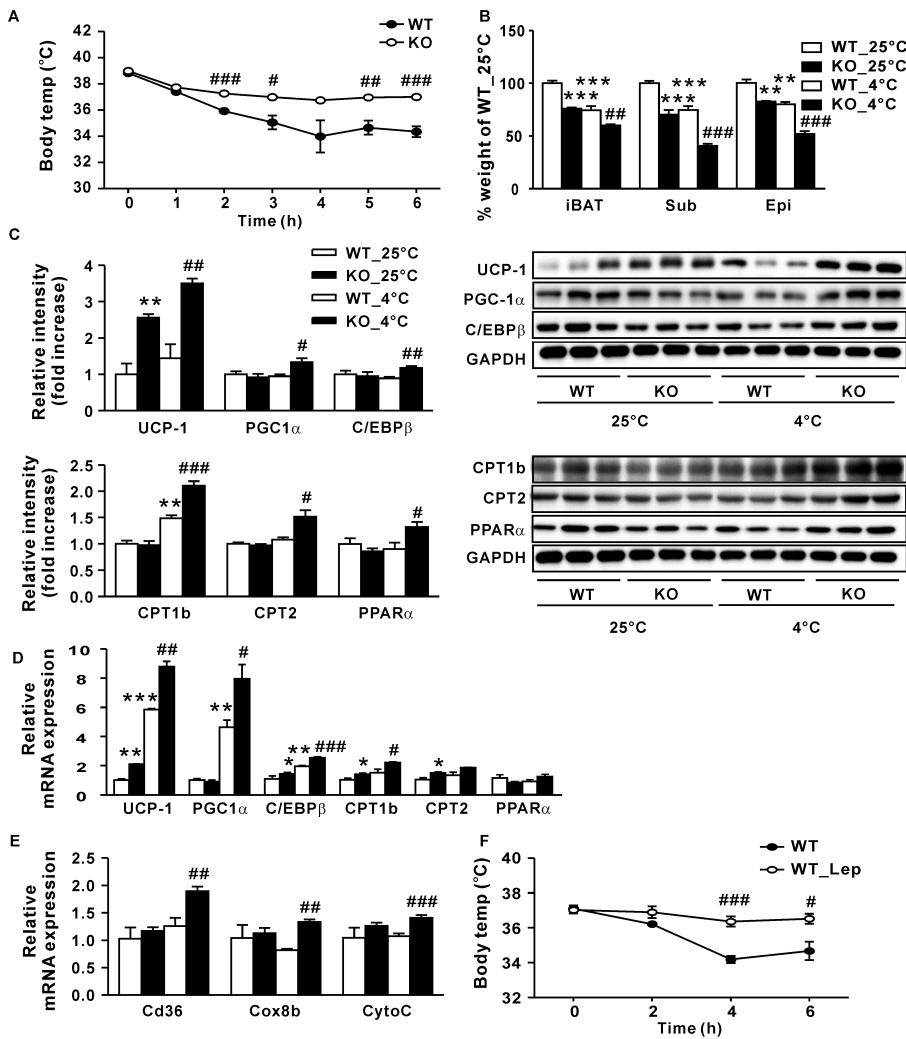 A
WT
KO
Body temp (°C)
42
40
38
36
34
32
30
###
#
##
###
0 1 2 3 4 5 6
Time (h)
B
WT_25°C
KO_25°C
WT_4°C
KO_4°C
% weight of WT_25°C
150
100
50
0
***
***
##
***
***
###
**
**
###
iBAT Sub Epi
C
WT_25°C
KO_25°C
WT_4°C
KO_4°C
Relative intensity
(fold increase)
5
4
3
2
1
0
**
##
#
##
UCP-1 PGC1α C/EBPβ
UCP-1
PGC-1α
C/EBPβ
GAPDH
WT KO WT KO
25°C 4°C
Relative intensity
(fold increase)
2.5
2.0
1.5
1.0
0.5
0.0
**
###
#
#
CPT1b CPT2 PPARα
CPT1b
CPT2
PPARα
GAPDH
WT KO WT KO
25°C 4°C
D
Relative
mRNA expression
10
8
6
4
2
0
**
***
##
**
#
*
**
###
*
#
*
UCP-1 PGC1α C/EBPβ CPT1b CPT2 PPARα
E
Relative
mRNA expression
2.5
2.0
1.5
1.0
0.5
0.0
##
##
###
Cd36 Cox8b CytoC
F
WT
WT_Lep
Body temp (°C)
40
38
36
34
32
###
#
0 2 4 6
Time (h)